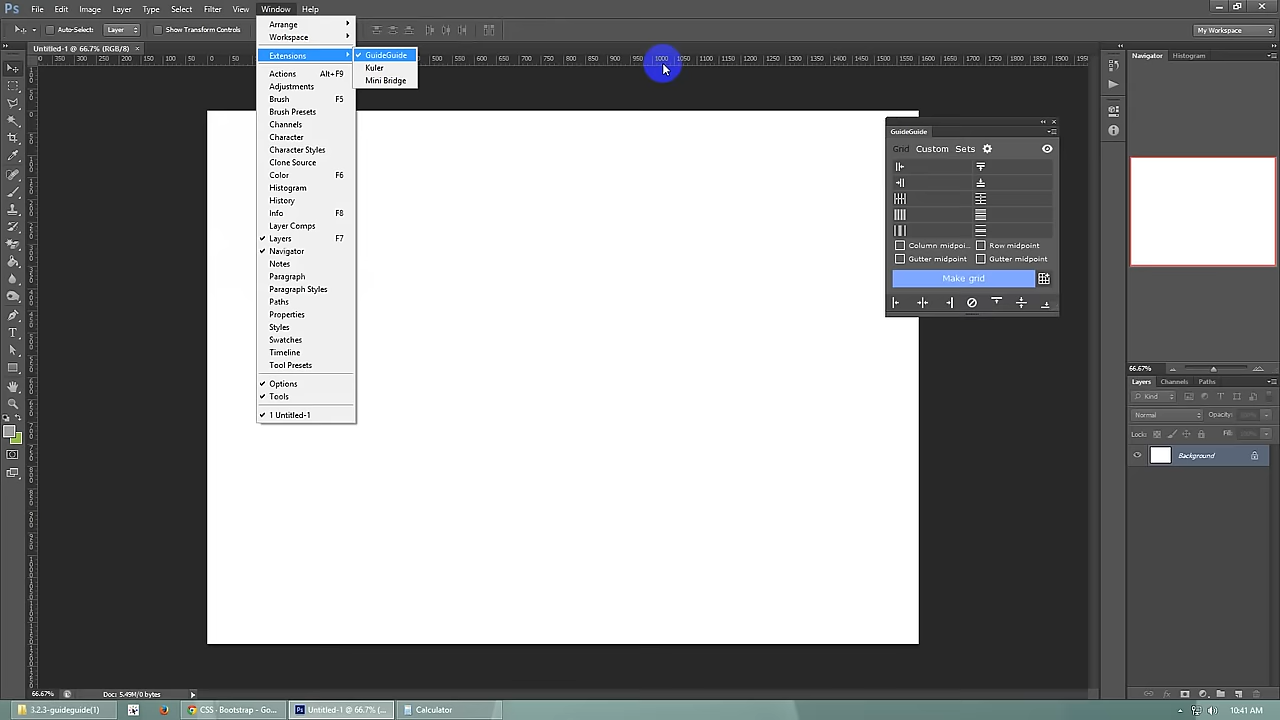 Ps File Edit Image Layer Type Select Filter View Window Help
Auto-Select: Layer Show Transform Controls My Workspace
Untitled-1 @ 66.7% (RGB/8) ×
Arrange
Workspace
Extensions
GuideGuide
Kuler
Mini Bridge
Actions Alt+F9
Adjustments
Brush F5
Brush Presets
Channels
Character
Character Styles
Clone Source
Color F6
Histogram
History
Info F8
Layer Comps
Layers F7
Navigator
Notes
Paragraph
Paragraph Styles
Paths
Properties
Styles
Swatches
Timeline
Tool Presets
Options
Tools
1 Untitled-1
GuideGuide
Grid Custom Sets
Column midpoi... Row midpoint
Gutter midpoint Gutter midpoint
Make grid
Navigator Histogram
66.67%
Layers Channels Paths
Kind
Normal Opacity:
Lock: Fill:
Background
66.67% Doc: 5.49M/0 bytes
3.2.3-guideguide(1) CSS · Bootstrap - Go... Untitled-1 @ 66.7% (... Calculator 10:41 AM